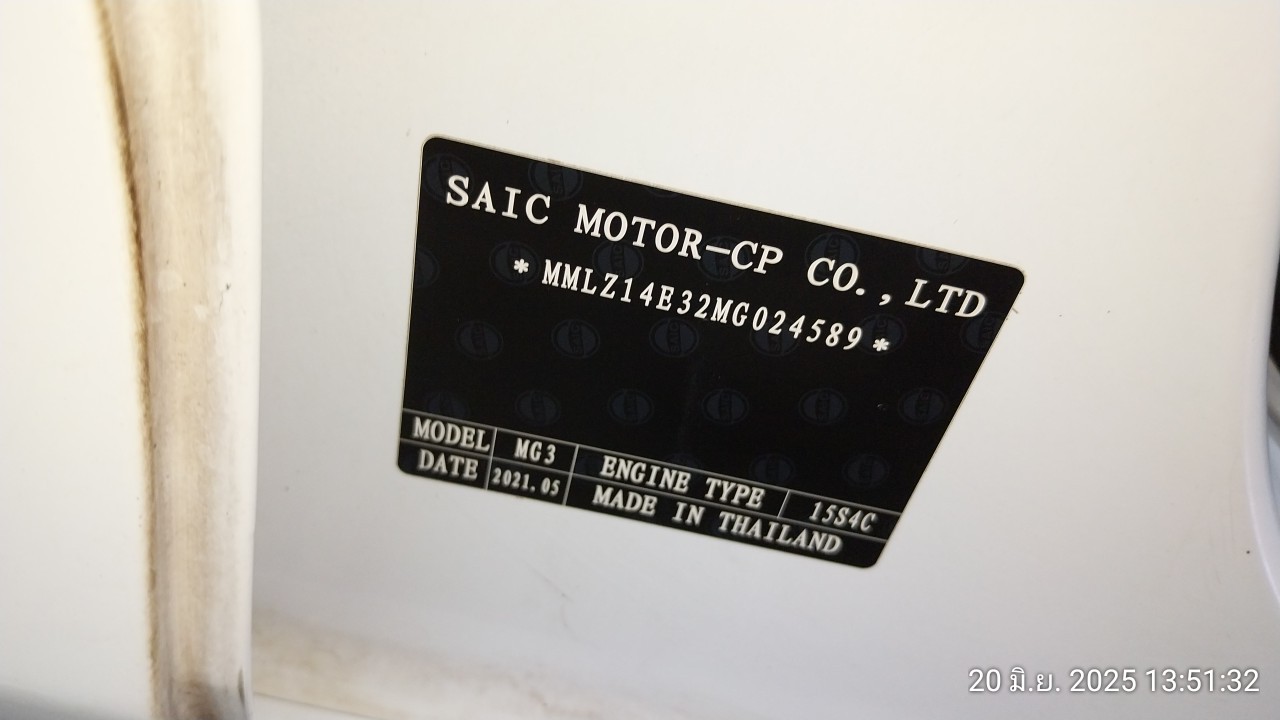 SAIC MOTOR-CP CO., LTD
* MMLZ14E32MG024589 *
MODEL MG3 ENGINE TYPE 15S4C
DATE 2021.05 MADE IN THAILAND
20 มิ.ย. 2025 13:51:32